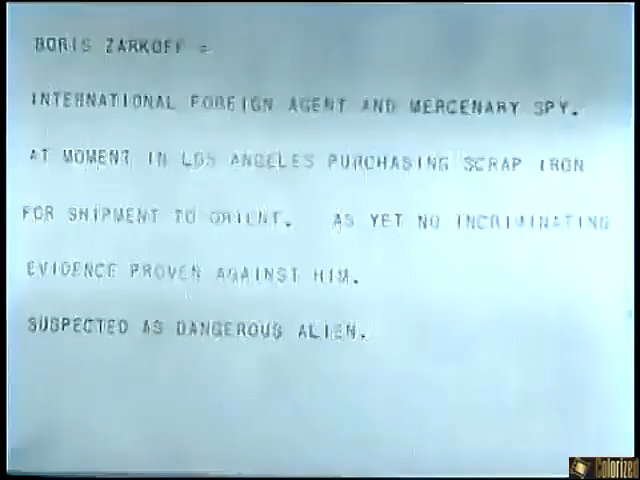 BORIS ZARKOFF =
INTERNATIONAL FOREIGN AGENT AND MERCENARY SPY.
AT MOMENT IN LOS ANGELES PURCHASING SCRAP IRON
FOR SHIPMENT TO ORIENT. AS YET NO INCRIMINATING
EVIDENCE PROVEN AGAINST HIM.
SUSPECTED AS DANGEROUS ALIEN.
Colorized